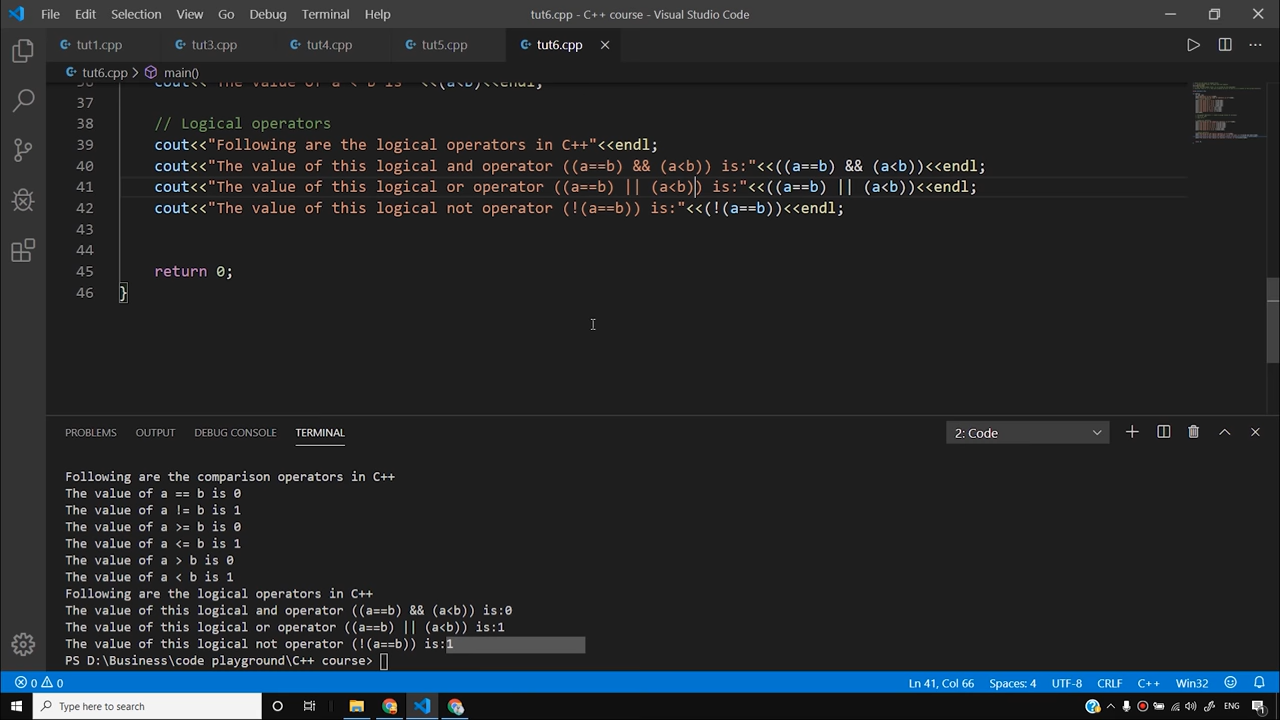 File Edit Selection View Go Debug Terminal Help tut6.cpp - C++ course - Visual Studio Code
tut1.cpp tut3.cpp tut4.cpp tut5.cpp tut6.cpp
tut6.cpp > main()
36 cout<<"The value of a < b is "<<(a<b)<<endl;
37
38 // Logical operators
39 cout<<"Following are the logical operators in C++"<<endl;
40 cout<<"The value of this logical and operator ((a==b) && (a<b)) is:"<<((a==b) && (a<b))<<endl;
41 cout<<"The value of this logical or operator ((a==b) || (a<b)) is:"<<((a==b) || (a<b))<<endl;
42 cout<<"The value of this logical not operator (!(a==b)) is:"<<(!(a==b))<<endl;
43
44
45 return 0;
46 }
PROBLEMS OUTPUT DEBUG CONSOLE TERMINAL 2: Code
Following are the comparison operators in C++
The value of a == b is 0
The value of a != b is 1
The value of a >= b is 0
The value of a <= b is 1
The value of a > b is 0
The value of a < b is 1
Following are the logical operators in C++
The value of this logical and operator ((a==b) && (a<b)) is:0
The value of this logical or operator ((a==b) || (a<b)) is:1
The value of this logical not operator (!(a==b)) is:1
PS D:\Business\code playground\C++ course>
0 0 Ln 41, Col 66 Spaces: 4 UTF-8 CRLF C++ Win32
Type here to search ENG